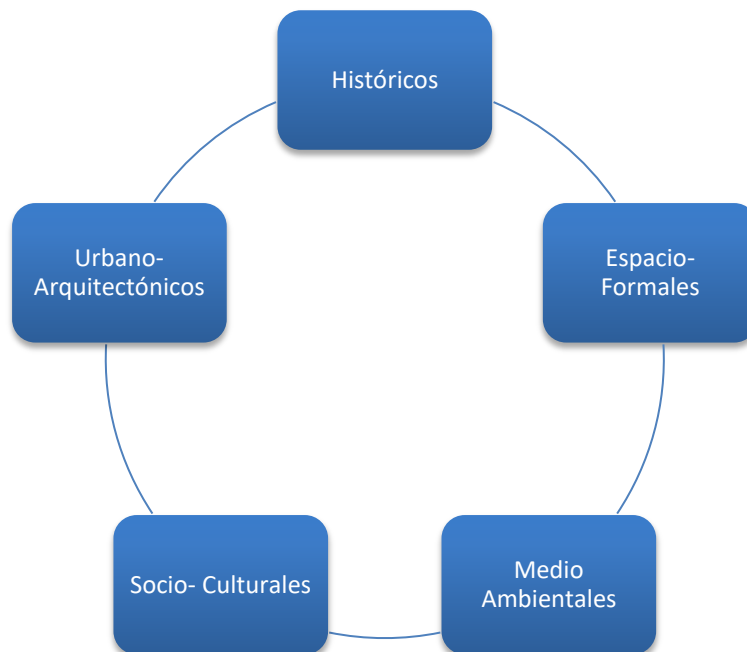 Históricos
Urbano-
Arquitectónicos
Espacio-
Formales
Socio- Culturales
Medio
Ambientales